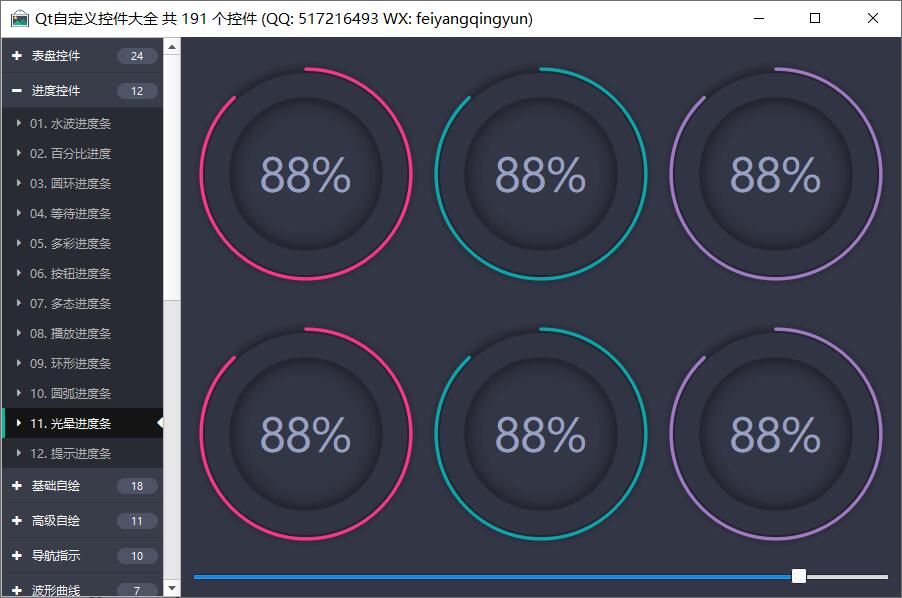 Qt自定义控件大全 共 191 个控件 (QQ: 517216493 WX: feiyangqingyun)
表盘控件 24
进度控件 12
01. 水波进度条
02. 百分比进度
03. 圆环进度条
04. 等待进度条
05. 多彩进度条
06. 按钮进度条
07. 多态进度条
08. 播放进度条
09. 环形进度条
10. 圆弧进度条
11. 光晕进度条
12. 提示进度条
基础自绘 18
高级自绘 11
导航指示 10
波形曲线 7
88% 88% 88%
88% 88% 88%